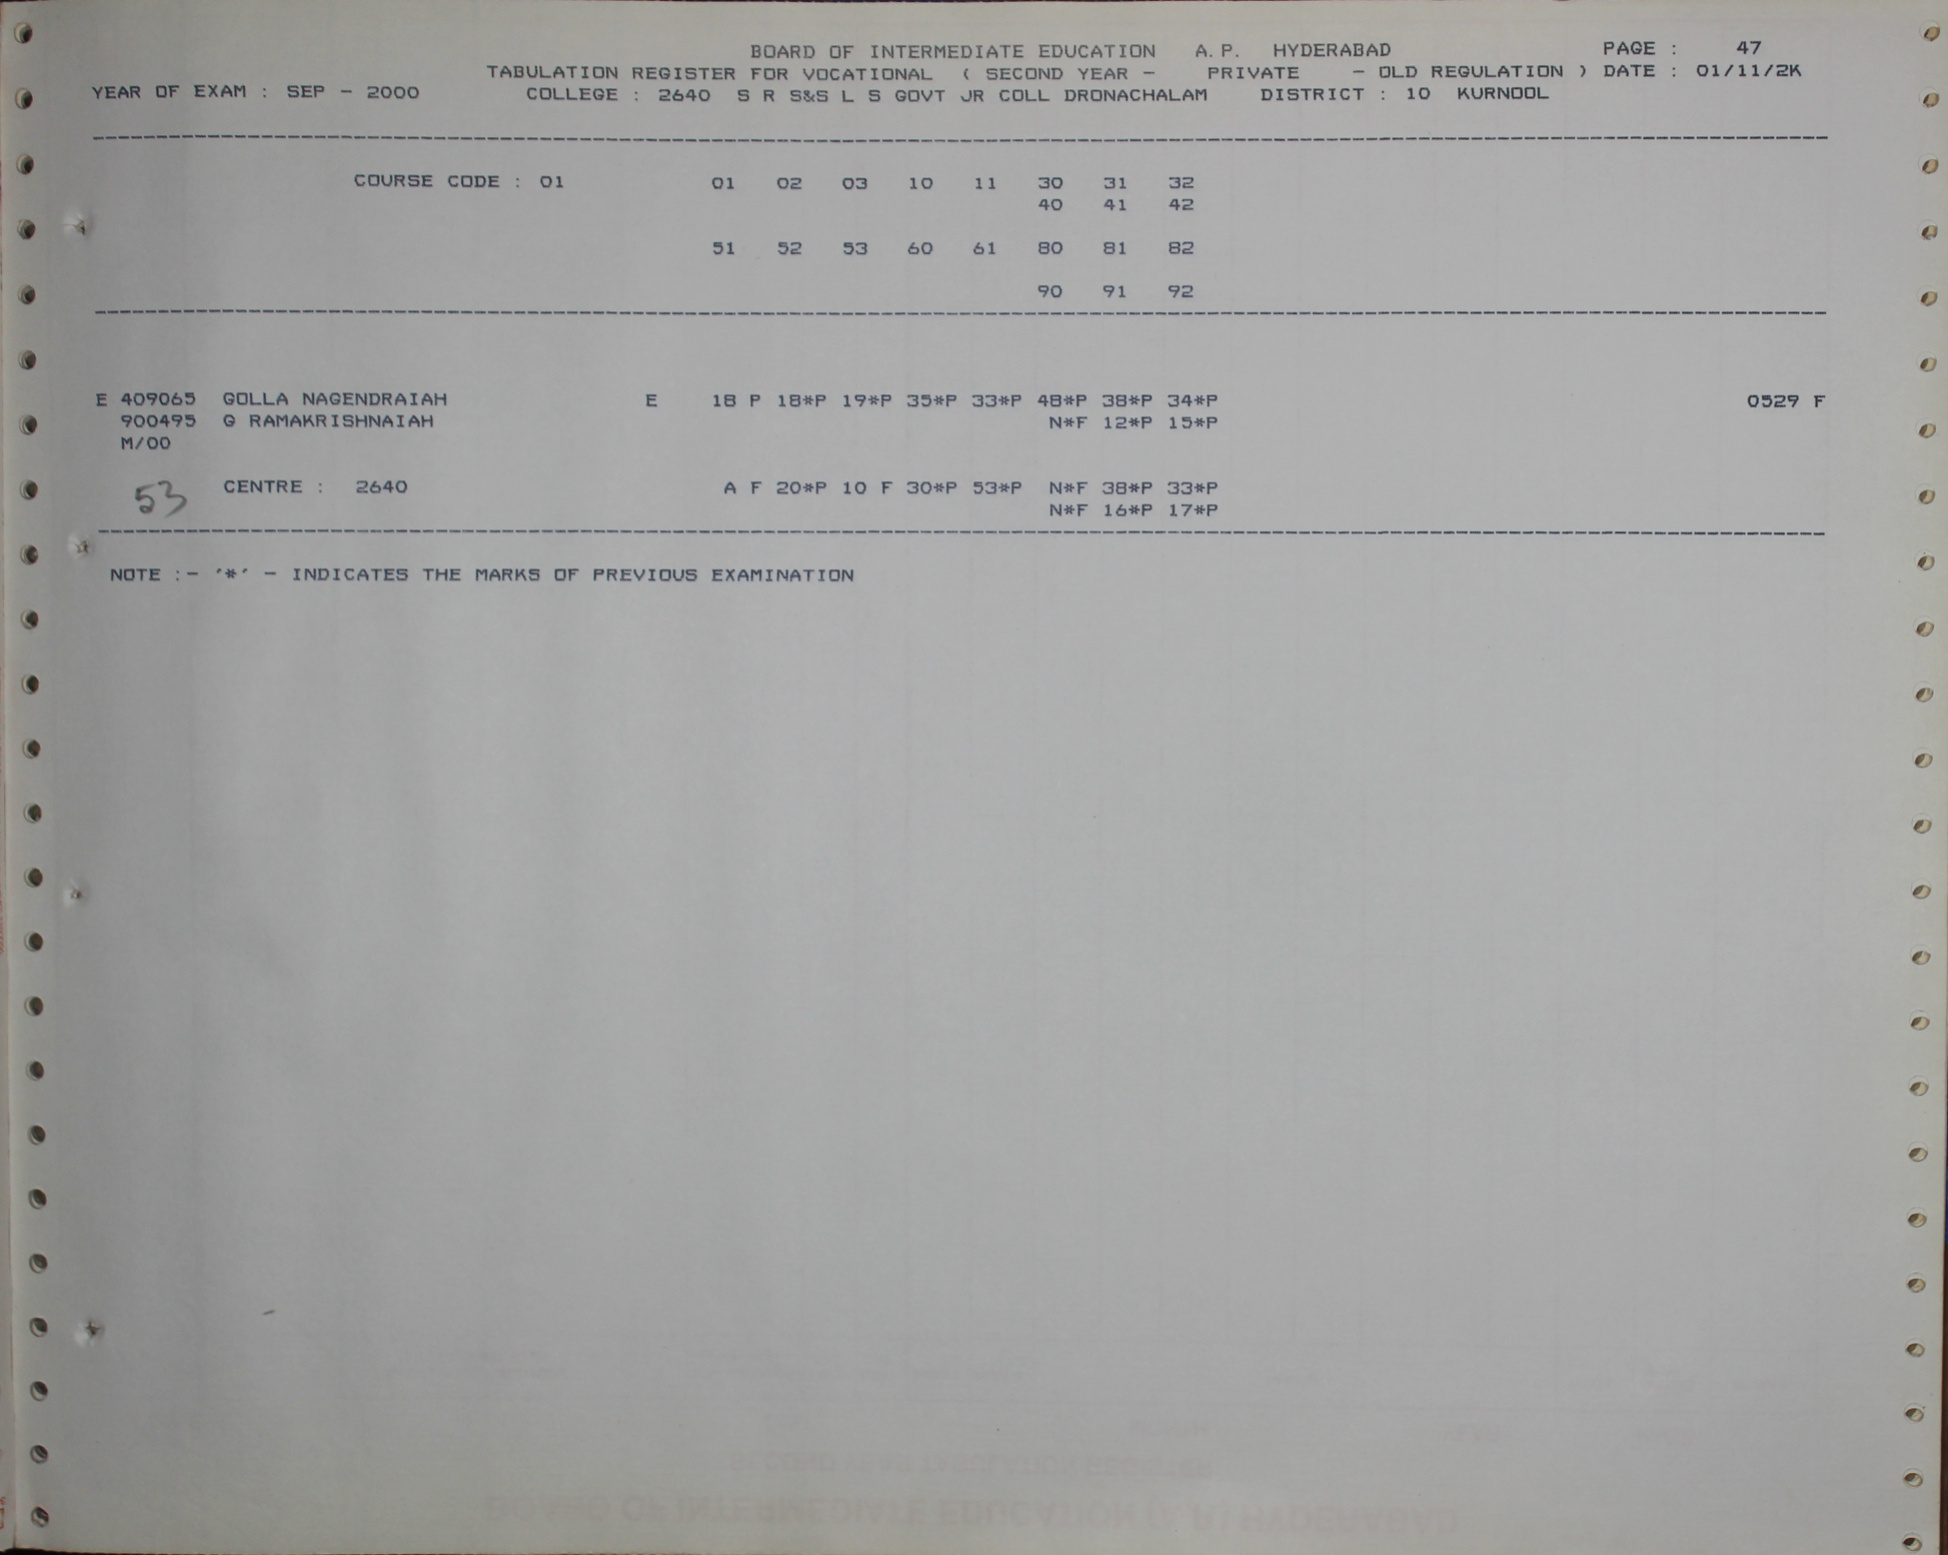 BOARD OF INTERMEDIATE EDUCATION A.P. HYDERABAD PAGE : 47
TABULATION REGISTER FOR VOCATIONAL ( SECOND YEAR - PRIVATE - OLD REGULATION ) DATE : 01/11/2K
YEAR OF EXAM : SEP - 2000 COLLEGE : 2640 S R S&S L S GOVT JR COLL DRONACHALAM DISTRICT : 10 KURNOOL
COURSE CODE : 01 01 02 03 10 11 30 31 32
40 41 42
51 52 53 60 61 80 81 82
90 91 92
E 409065 GOLLA NAGENDRAIAH E 18 P 18*P 19*P 35*P 33*P 48*P 38*P 34*P 0529 F
900495 G RAMAKRISHNAIAH N*F 12*P 15*P
M/00
53 CENTRE : 2640 A F 20*P 10 F 30*P 53*P N*F 38*P 33*P
N*F 16*P 17*P
NOTE :- '*' - INDICATES THE MARKS OF PREVIOUS EXAMINATION